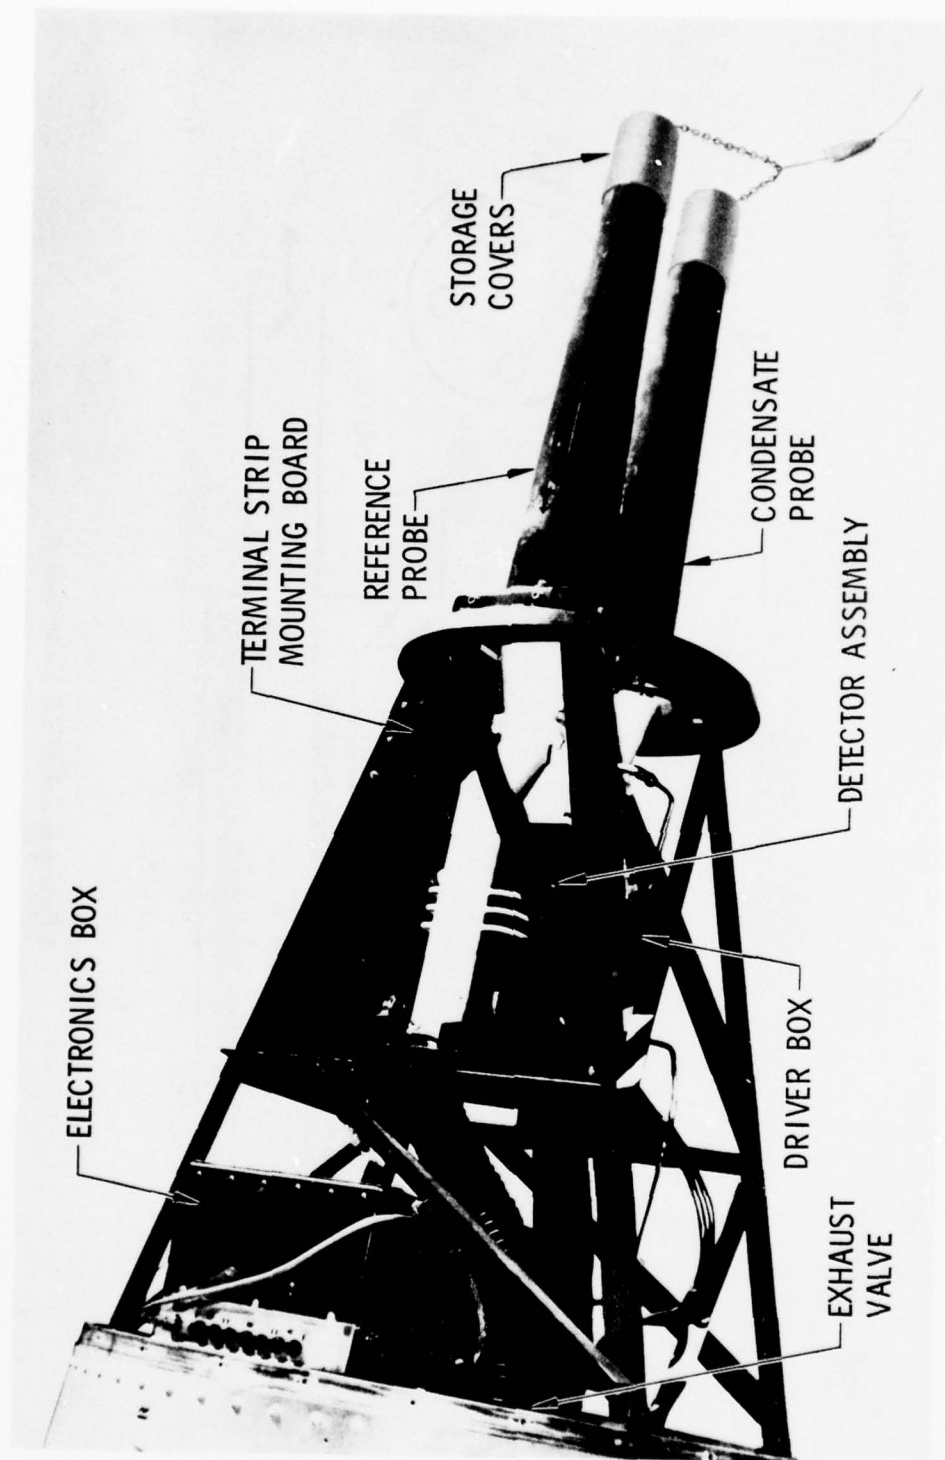 ELECTRONICS BOX
TERMINAL STRIP
MOUNTING BOARD
REFERENCE
PROBE
STORAGE
COVERS
EXHAUST
VALVE
DRIVER BOX
DETECTOR ASSEMBLY
CONDENSATE
PROBE